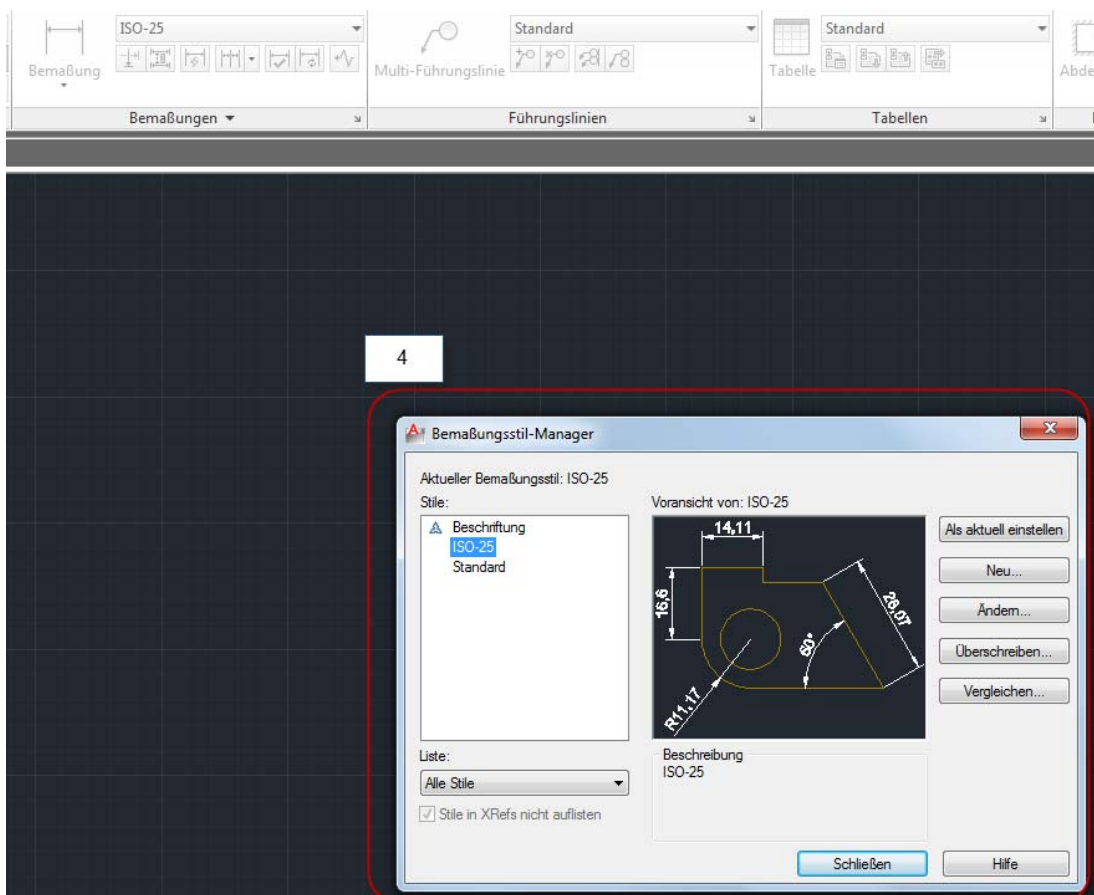 ISO-25
Standard
Standard
Bemaßung
Multi-Führungslinie
Tabelle
Bemaßungen
Führungslinien
Tabellen
4
Bemaßungsstil-Manager
Aktueller Bemaßungsstil: ISO-25
Stile:
Beschriftung
ISO-25
Standard
Voransicht von: ISO-25
14,11
16,6
28,07
60°
R11,17
Als aktuell einstellen
Neu...
Ändern...
Überschreiben...
Vergleichen...
Liste:
Alle Stile
Stile in XRefs nicht auflisten
Beschreibung
ISO-25
Schließen
Hilfe